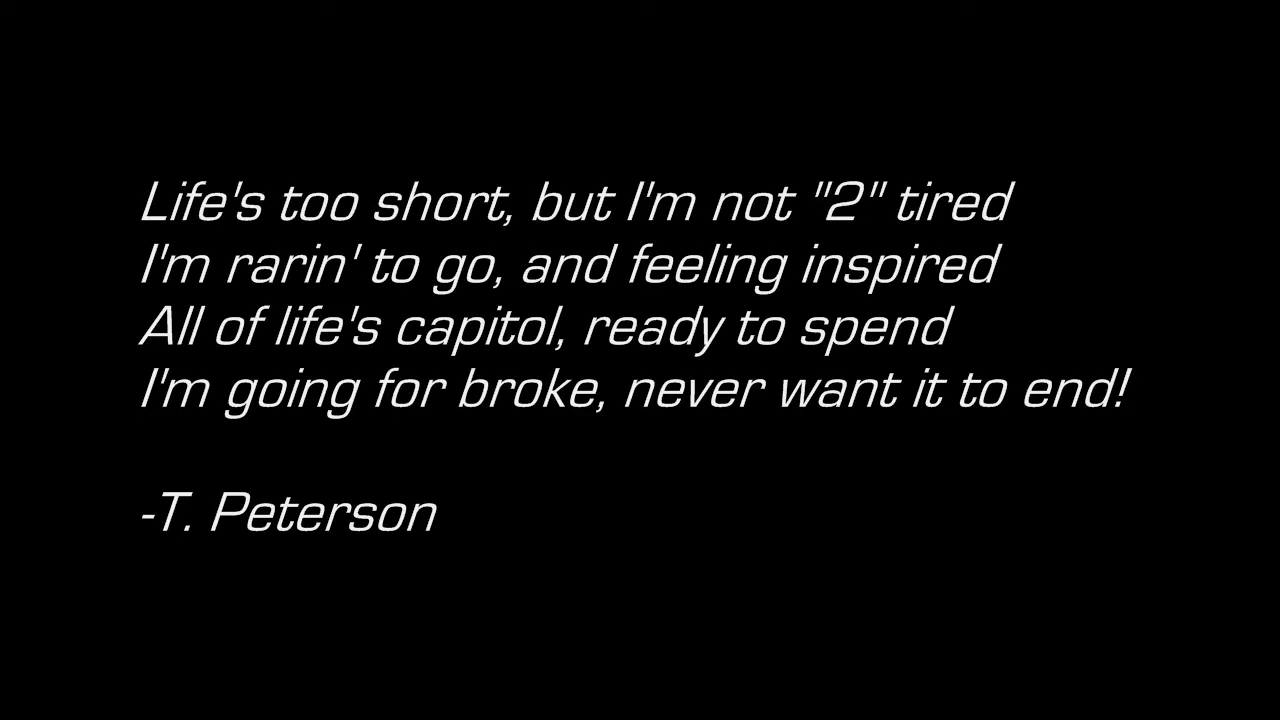 Life's too short, but I'm not "2" tired
I'm rarin' to go, and feeling inspired
All of life's capitol, ready to spend
I'm going for broke, never want it to end!
-T. Peterson